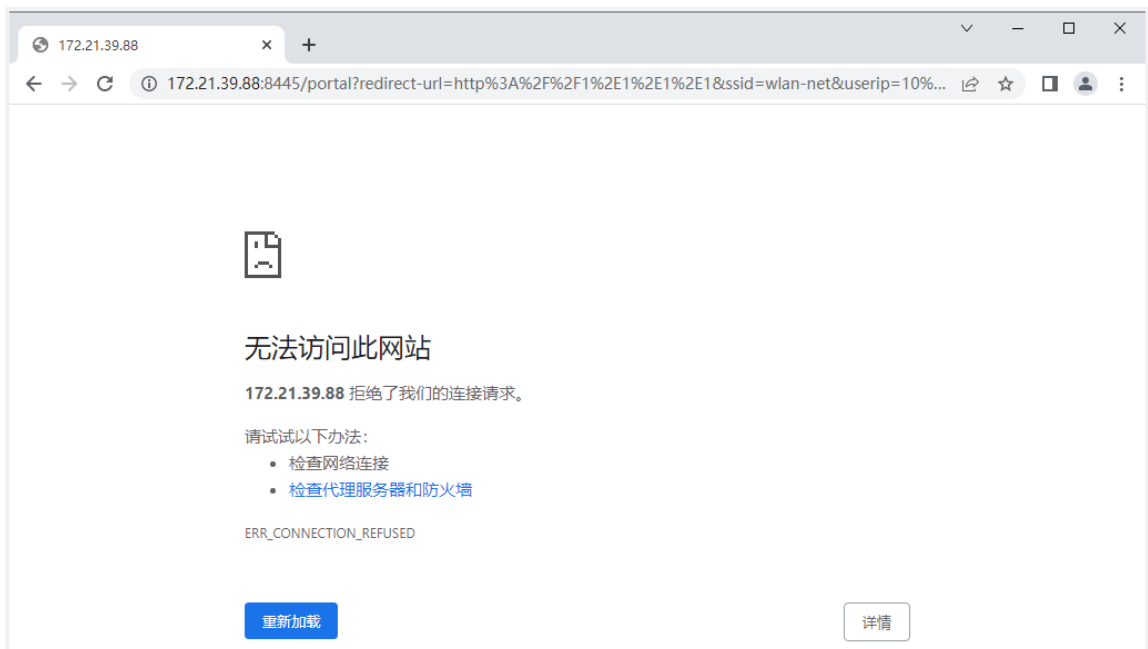 172.21.39.88
172.21.39.88:8445/portal?redirect-url=http%3A%2F%2F1%2E1%2E1%2E1&ssid=wlan-net&userip=10%...
无法访问此网站
172.21.39.88 拒绝了我们的连接请求。
请试试以下办法：
检查网络连接
检查代理服务器和防火墙
ERR_CONNECTION_REFUSED
重新加载 详情